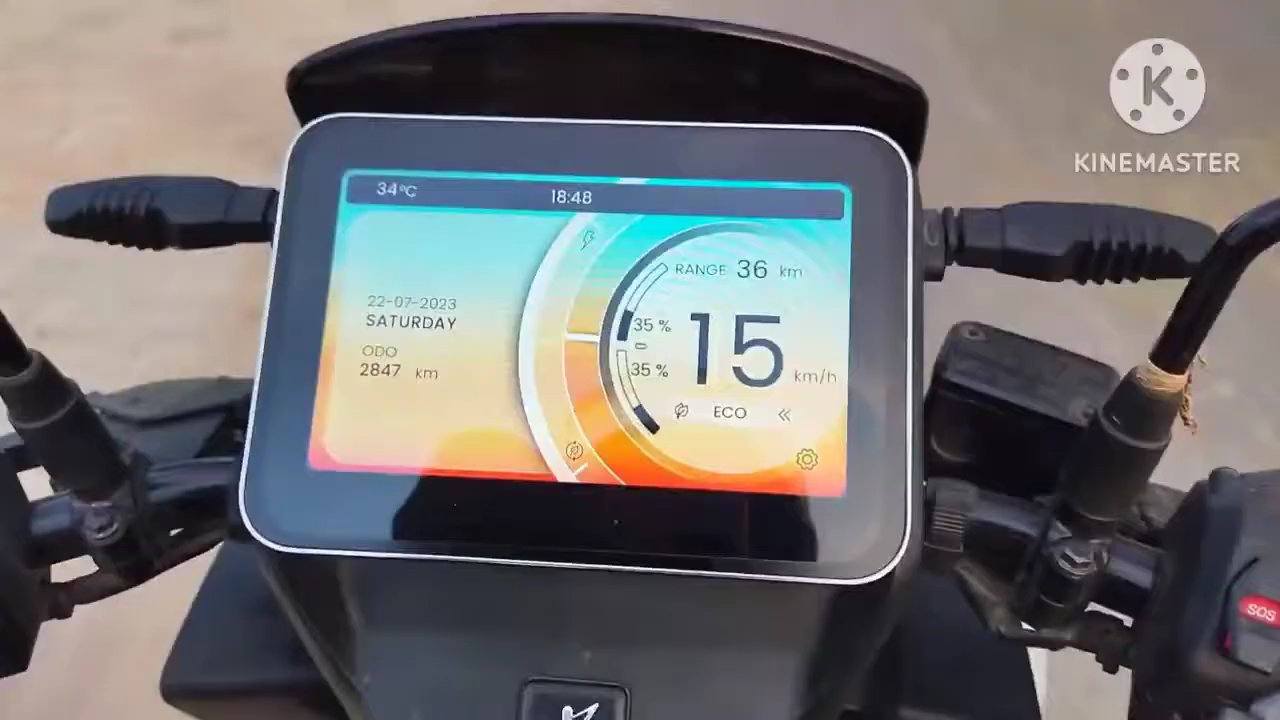 KINEMASTER
34°C
18:48
22-07-2023
SATURDAY
ODO
2847 km
RANGE 36 km
35 %
35 %
15 km/h
ECO
SOS